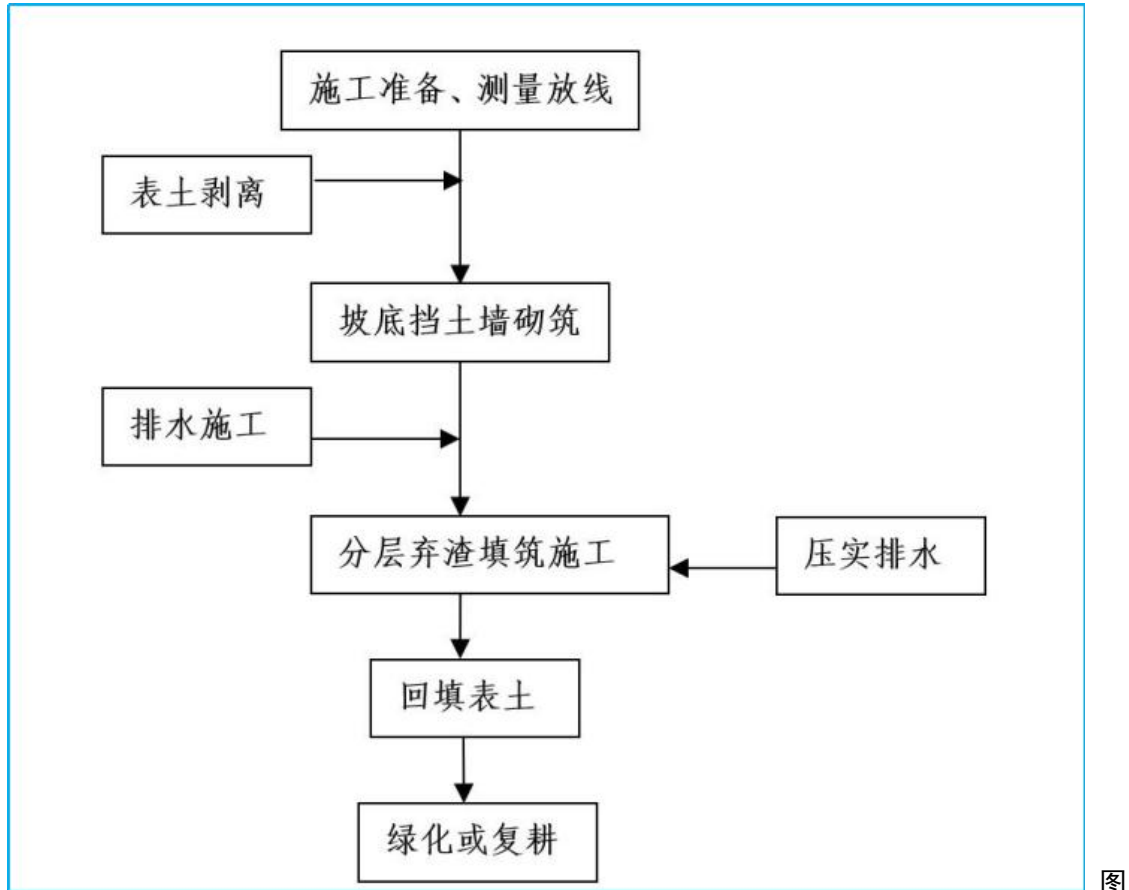 施工准备、测量放线
表土剥离
坡底挡土墙砌筑
排水施工
分层弃渣填筑施工
压实排水
回填表土
绿化或复耕
图